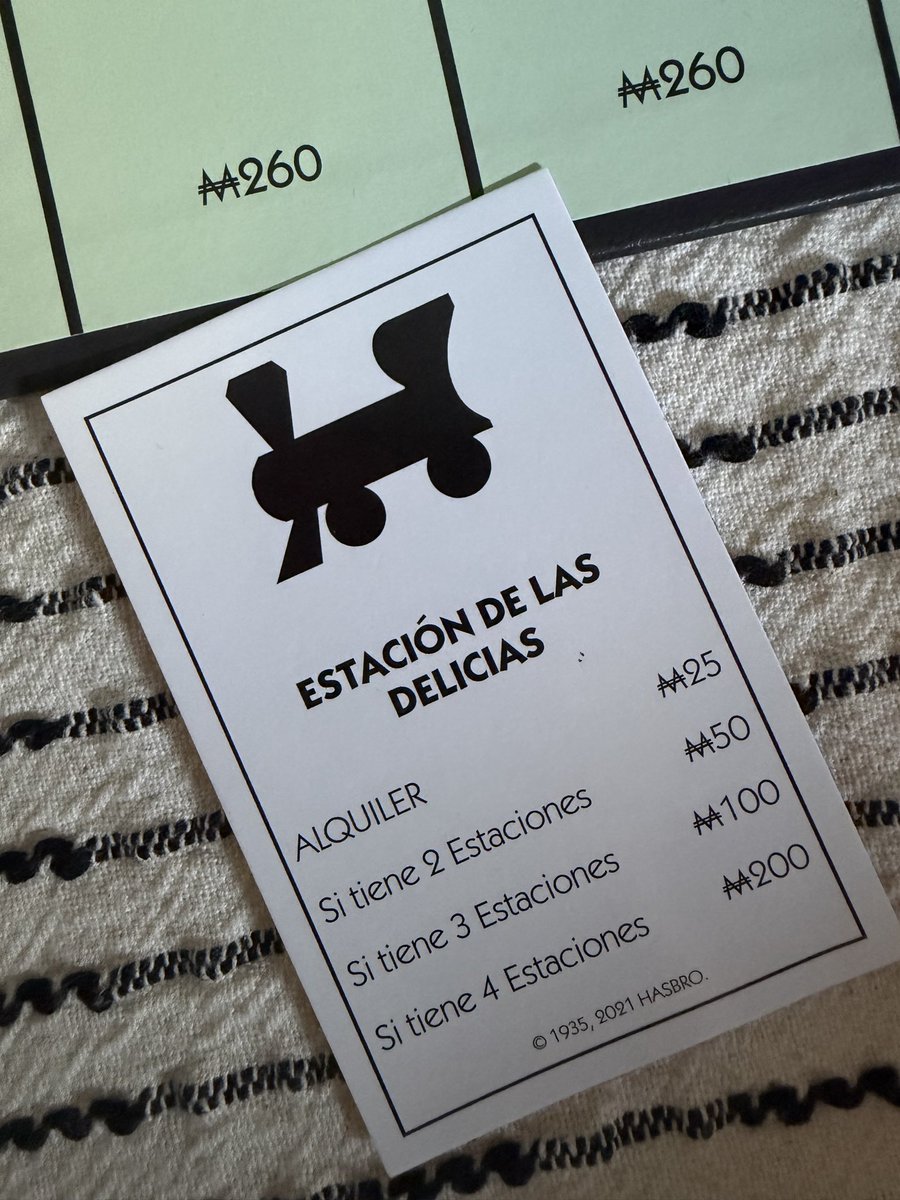 ₩260
₩260
ESTACIÓN DE LAS
DELICIAS
ALQUILER ₩25
Si tiene 2 Estaciones ₩50
Si tiene 3 Estaciones ₩100
Si tiene 4 Estaciones ₩200
© 1935, 2021 HASBRO.